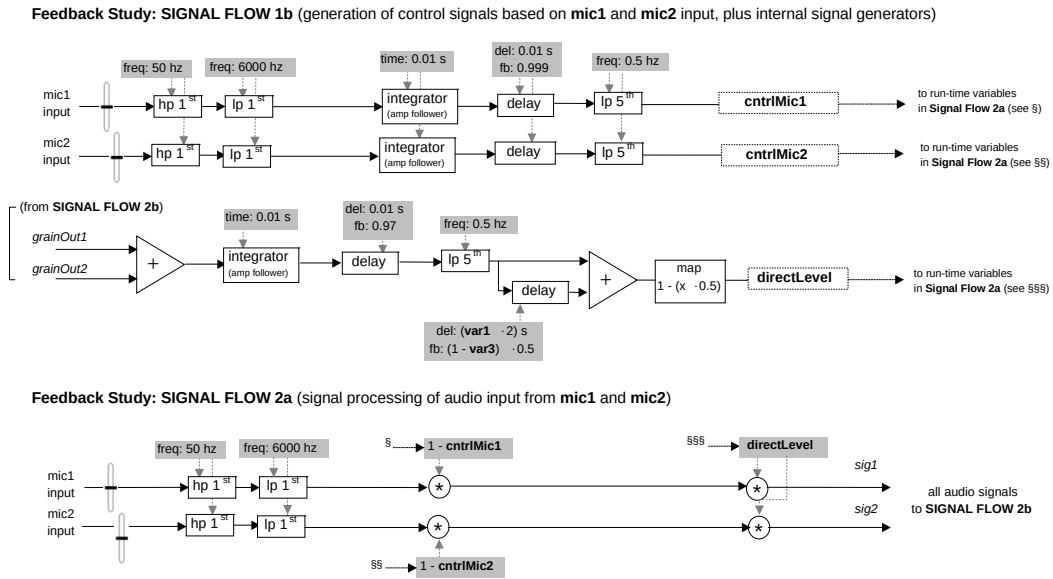 Feedback Study: SIGNAL FLOW 1b (generation of control signals based on mic1 and mic2 input, plus internal signal generators)
freq: 50 hz
freq: 6000 hz
time: 0.01 s
del: 0.01 s
fb: 0.999
freq: 0.5 hz
mic1
input
hp 1st
lp 1st
integrator
(amp follower)
delay
lp 5th
cntrlMic1
to run-time variables
in Signal Flow 2a (see §)
mic2
input
hp 1st
lp 1st
integrator
(amp follower)
delay
lp 5th
cntrlMic2
to run-time variables
in Signal Flow 2a (see §§)
(from SIGNAL FLOW 2b)
time: 0.01 s
del: 0.01 s
fb: 0.97
freq: 0.5 hz
grainOut1
grainOut2
+
integrator
(amp follower)
delay
lp 5th
delay
+
map
1 - (x · 0.5)
directLevel
to run-time variables
in Signal Flow 2a (see §§§)
del: (var1 · 2) s
fb: (1 - var3) · 0.5
Feedback Study: SIGNAL FLOW 2a (signal processing of audio input from mic1 and mic2)
freq: 50 hz
freq: 6000 hz
§
1 - cntrlMic1
§§§
directLevel
mic1
input
hp 1st
lp 1st
*
*
sig1
mic2
input
hp 1st
lp 1st
*
*
sig2
all audio signals
to SIGNAL FLOW 2b
§§
1 - cntrlMic2